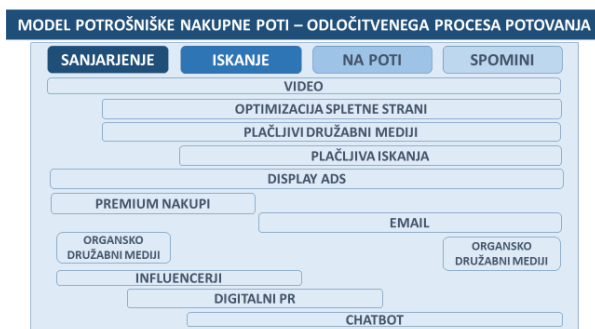 MODEL POTROŠNIŠKE NAKUPNE POTI – ODLOČITVENEGA PROCESA POTOVANJA
SANJARJENJE ISKANJE NA POTI SPOMINI
VIDEO
OPTIMIZACIJA SPLETNE STRANI
PLAČLJIVI DRUŽABNI MEDIJI
PLAČLJIVA ISKANJA
DISPLAY ADS
PREMIUM NAKUPI
EMAIL
ORGANSKO
DRUŽABNI MEDIJI
ORGANSKO
DRUŽABNI MEDIJI
INFLUENCERJI
DIGITALNI PR
CHATBOT